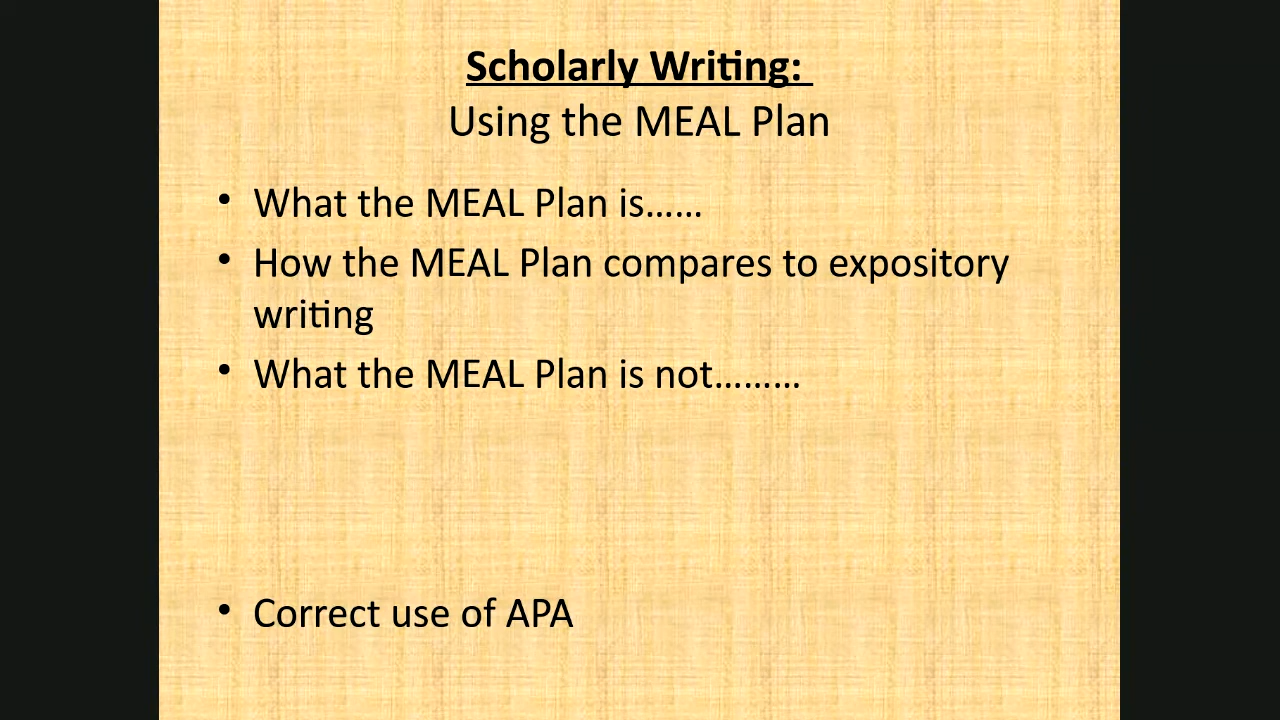 Scholarly Writing:
Using the MEAL Plan
• What the MEAL Plan is......
• How the MEAL Plan compares to expository
writing
• What the MEAL Plan is not.........
• Correct use of APA